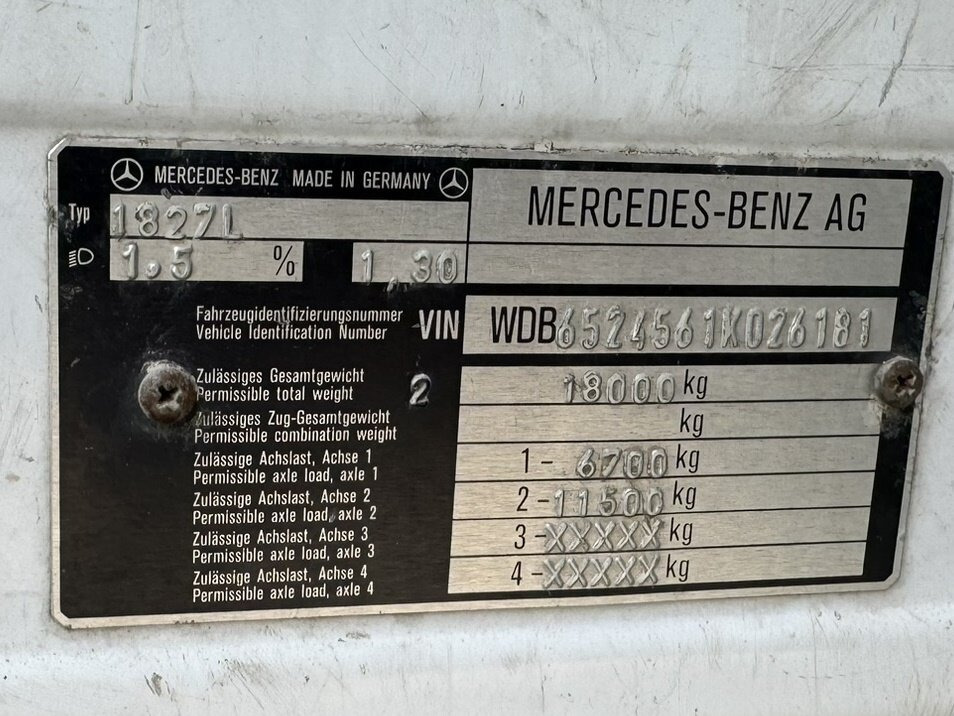 MERCEDES-BENZ MADE IN GERMANY
MERCEDES-BENZ AG
Typ 1827L
1,5 % 1,30
Fahrzeugidentifizierungsnummer
Vehicle Identification Number
VIN WDB6524561K026181
Zulässiges Gesamtgewicht
Permissible total weight
2 18000 kg
Zulässiges Zug-Gesamtgewicht
Permissible combination weight
kg
Zulässige Achslast, Achse 1
Permissible axle load, axle 1
1- 6700 kg
Zulässige Achslast, Achse 2
Permissible axle load, axle 2
2- 11500 kg
Zulässige Achslast, Achse 3
Permissible axle load, axle 3
3- XXXXX kg
Zulässige Achslast, Achse 4
Permissible axle load, axle 4
4- XXXXX kg